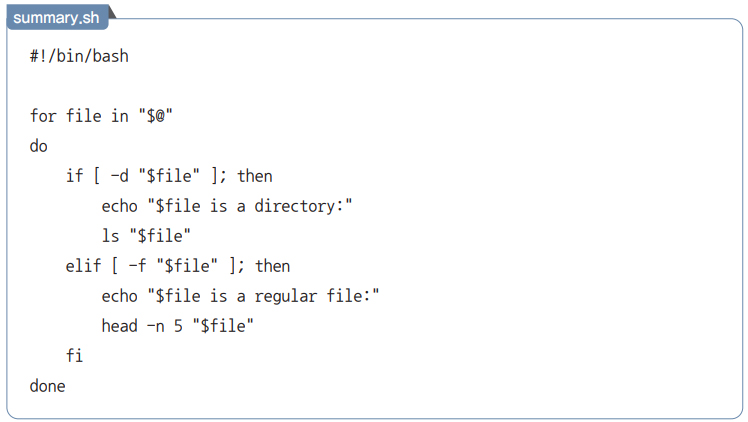 summary.sh
#!/bin/bash
for file in "$@"
do
    if [ -d "$file" ]; then
        echo "$file is a directory:"
        ls "$file"
    elif [ -f "$file" ]; then
        echo "$file is a regular file:"
        head -n 5 "$file"
    fi
done